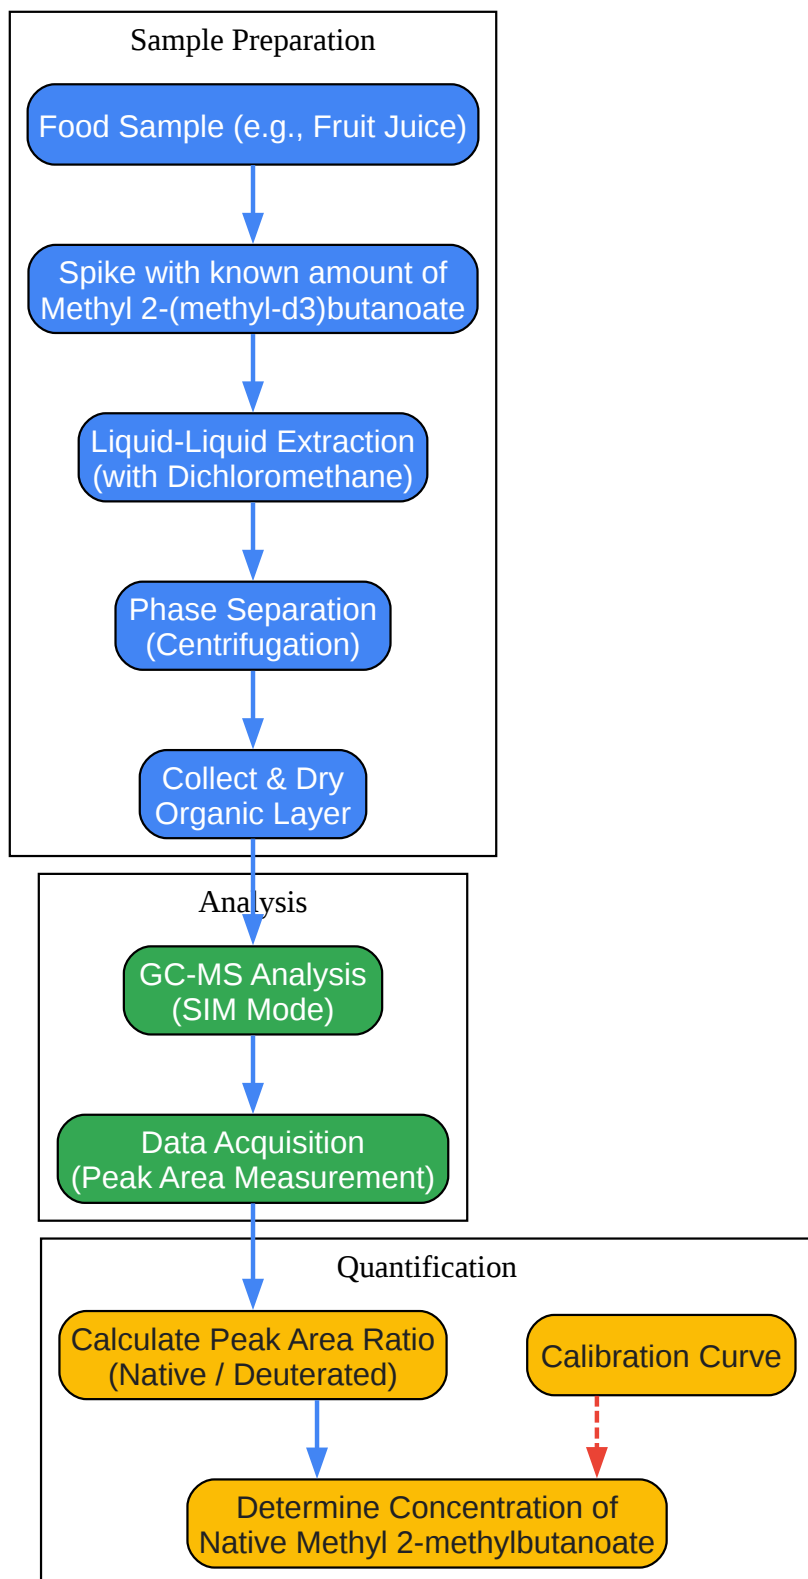 Sample Preparation
Food Sample (e.g., Fruit Juice)
Spike with known amount of
Methyl 2-(methyl-d3)butanoate
Liquid-Liquid Extraction
(with Dichloromethane)
Phase Separation
(Centrifugation)
Collect & Dry
Organic Layer
Analysis
GC-MS Analysis
(SIM Mode)
Data Acquisition
(Peak Area Measurement)
Quantification
Calculate Peak Area Ratio
(Native / Deuterated)
Calibration Curve
Determine Concentration of
Native Methyl 2-methylbutanoate